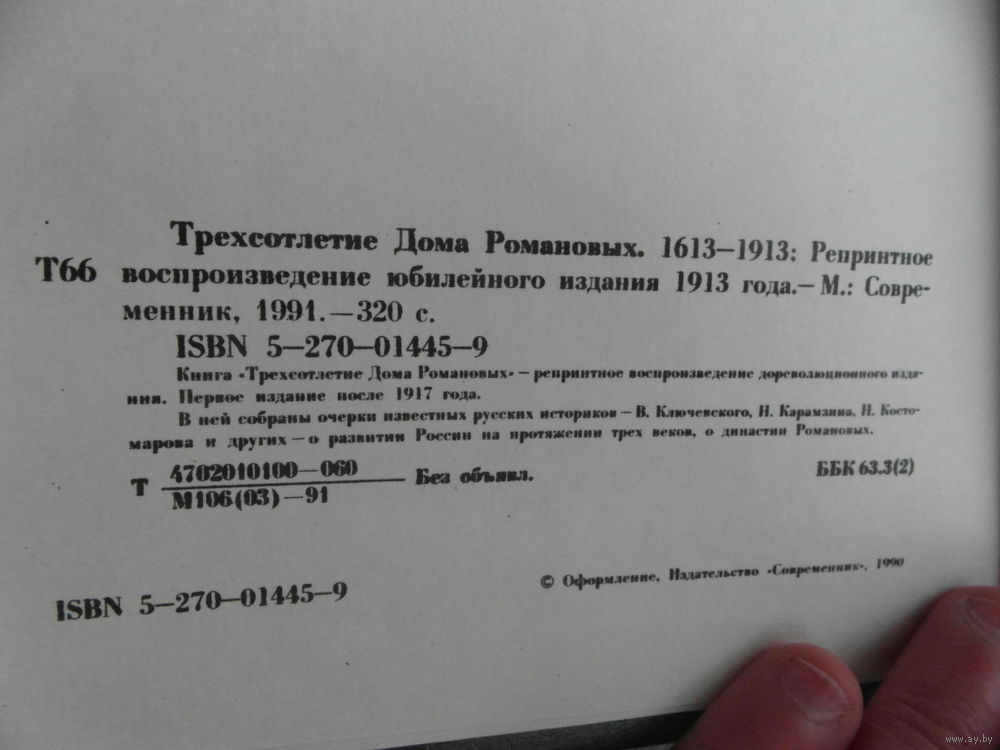 Трехсотлетие Дома Романовых. 1613—1913: Репринтное
Т66 воспроизведение юбилейного издания 1913 года.—М.: Совре-
менник, 1991.—320 с.
ISBN 5—270—01445—9
Книга «Трехсотлетие Дома Романовых» — репринтное воспроизведение дореволюционного изда-
ния. Первое издание после 1917 года.
В ней собраны очерки известных русских историков — В. Ключевского, Н. Карамзина, Н. Косто-
марова и других — о развитии России на протяжении трех веков, о династии Романовых.
Т 4702010100—060 Без объявл. ББК 63.3(2)
М106(03)—91
© Оформление, Издательство «Современник», 1990
ISBN 5—270—01445—9
www.ay.by